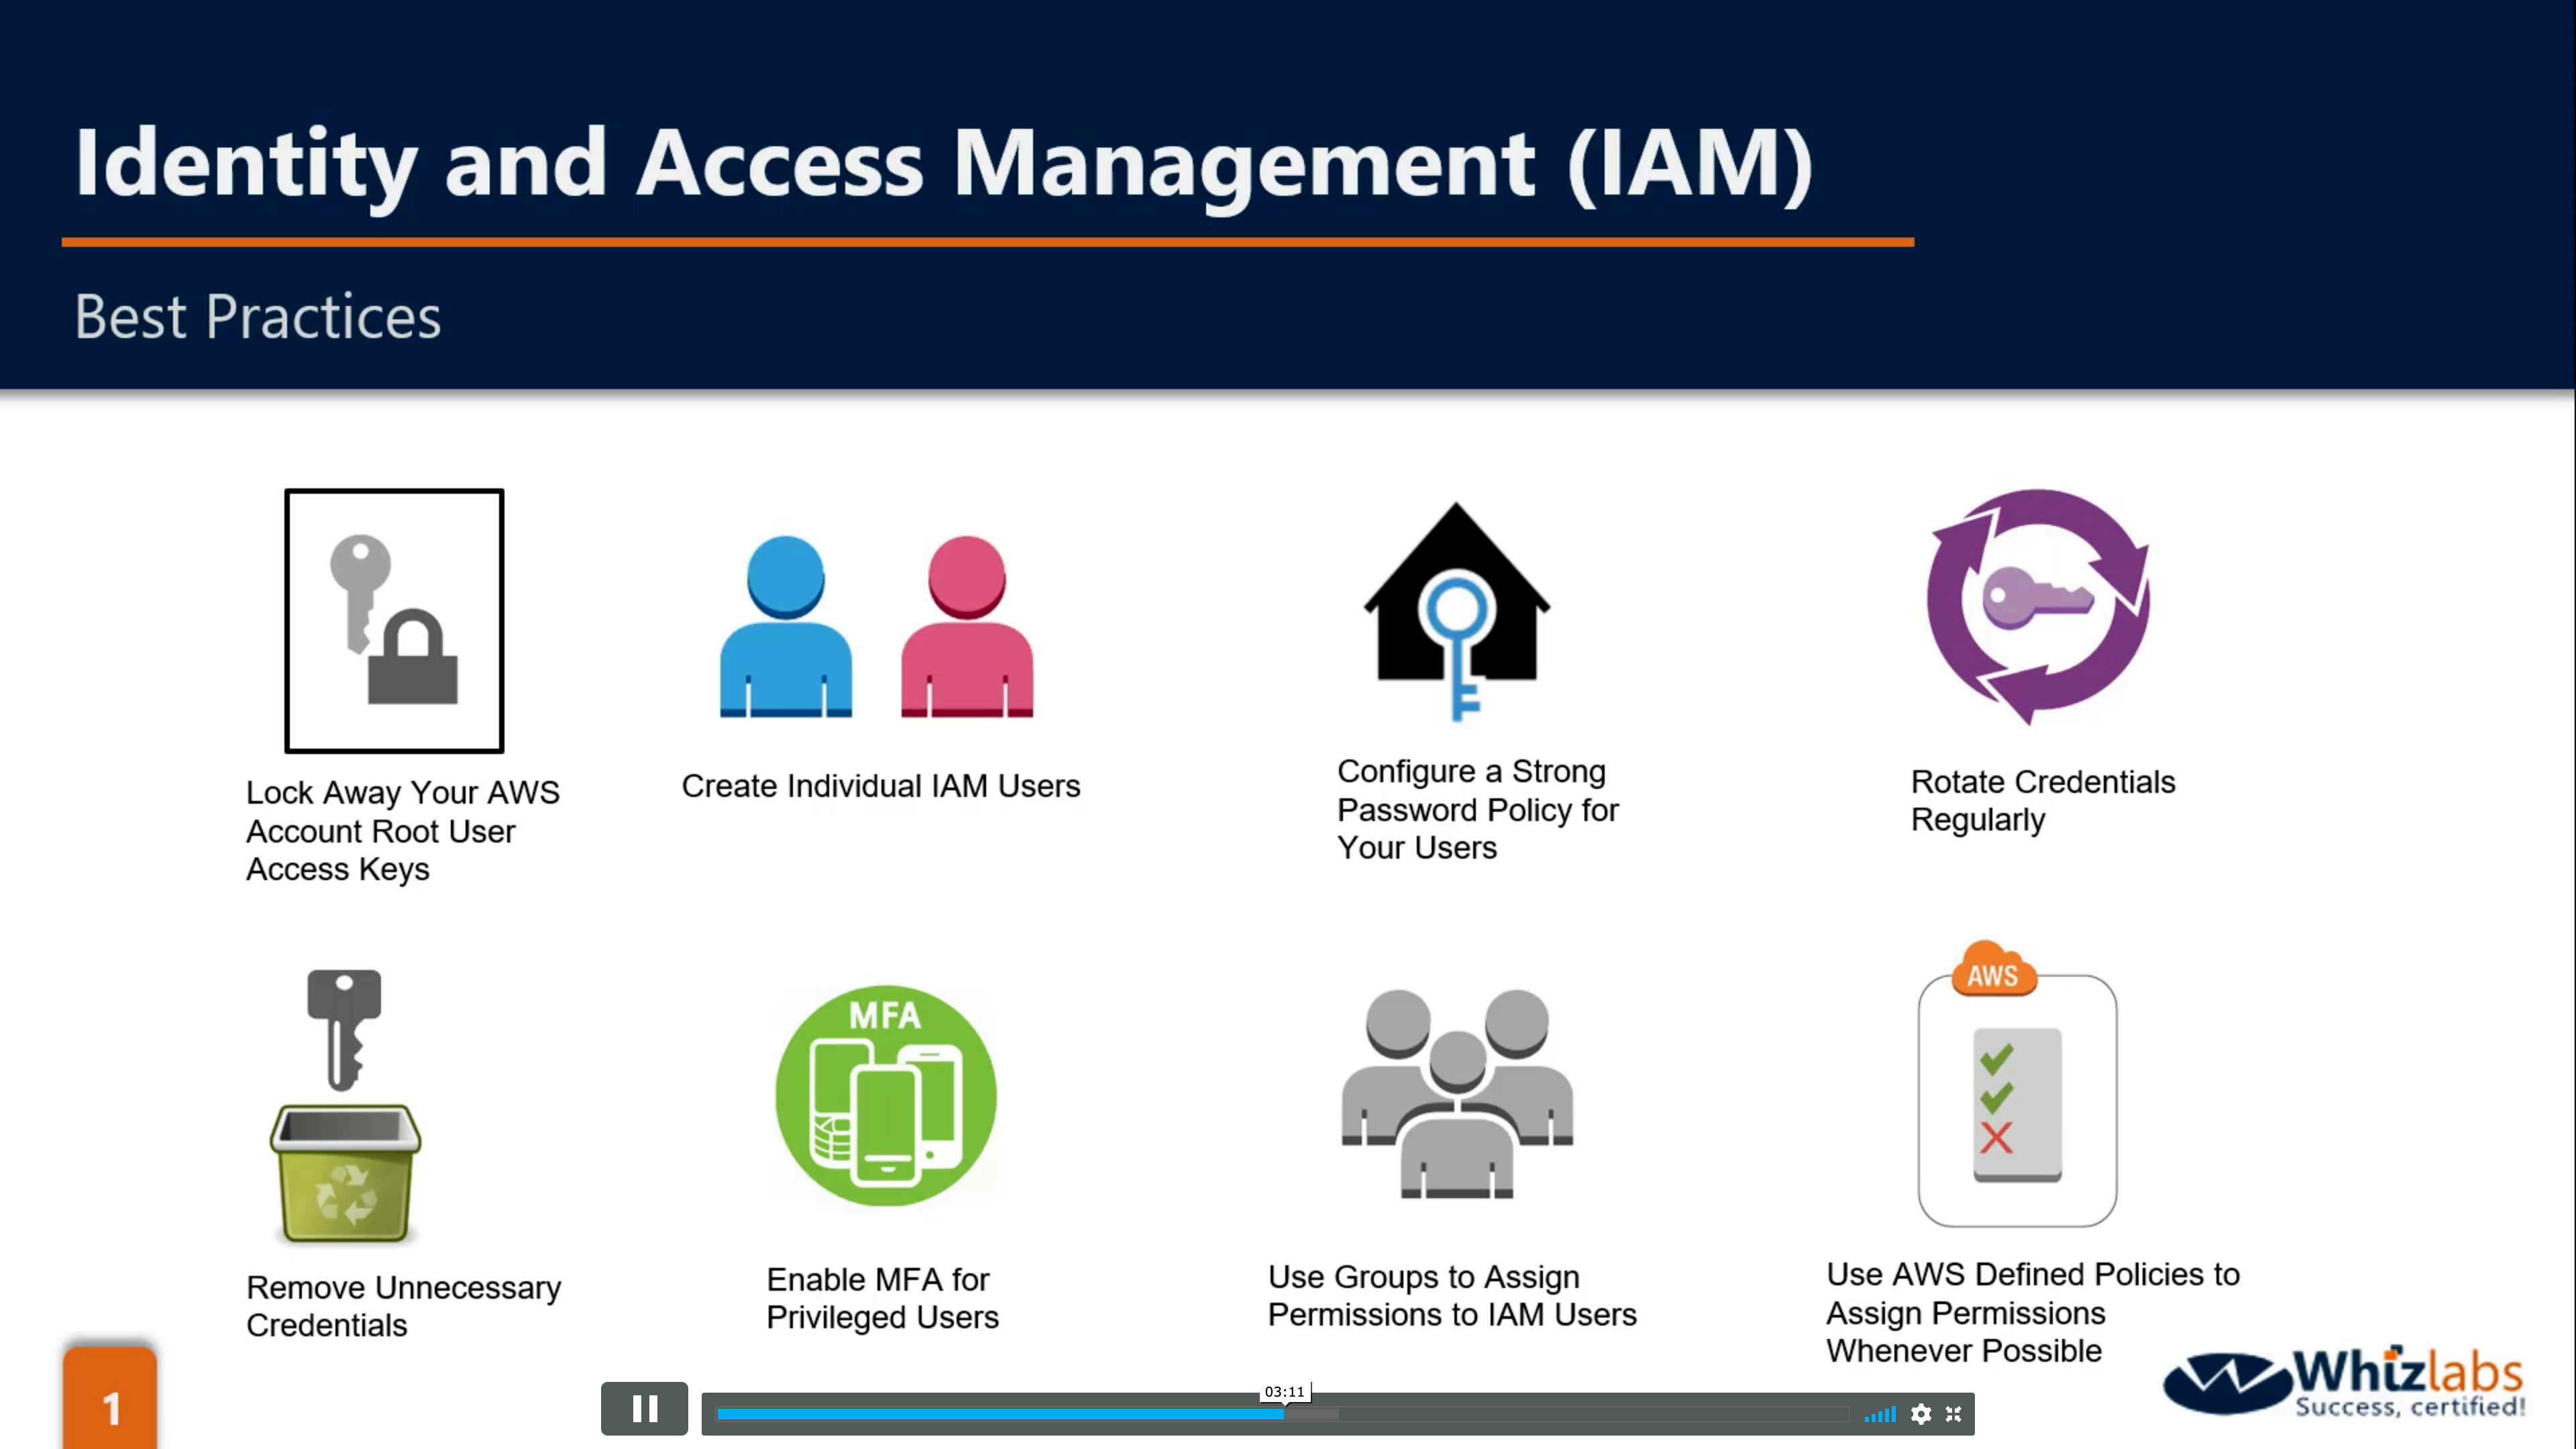 Identity and Access Management (IAM)
Best Practices
Lock Away Your AWS
Account Root User
Access Keys
Create Individual IAM Users
Configure a Strong
Password Policy for
Your Users
Rotate Credentials
Regularly
Remove Unnecessary
Credentials
MFA
Enable MFA for
Privileged Users
Use Groups to Assign
Permissions to IAM Users
AWS
Use AWS Defined Policies to
Assign Permissions
Whenever Possible
1
03:11
Whizlabs
Success, certified!